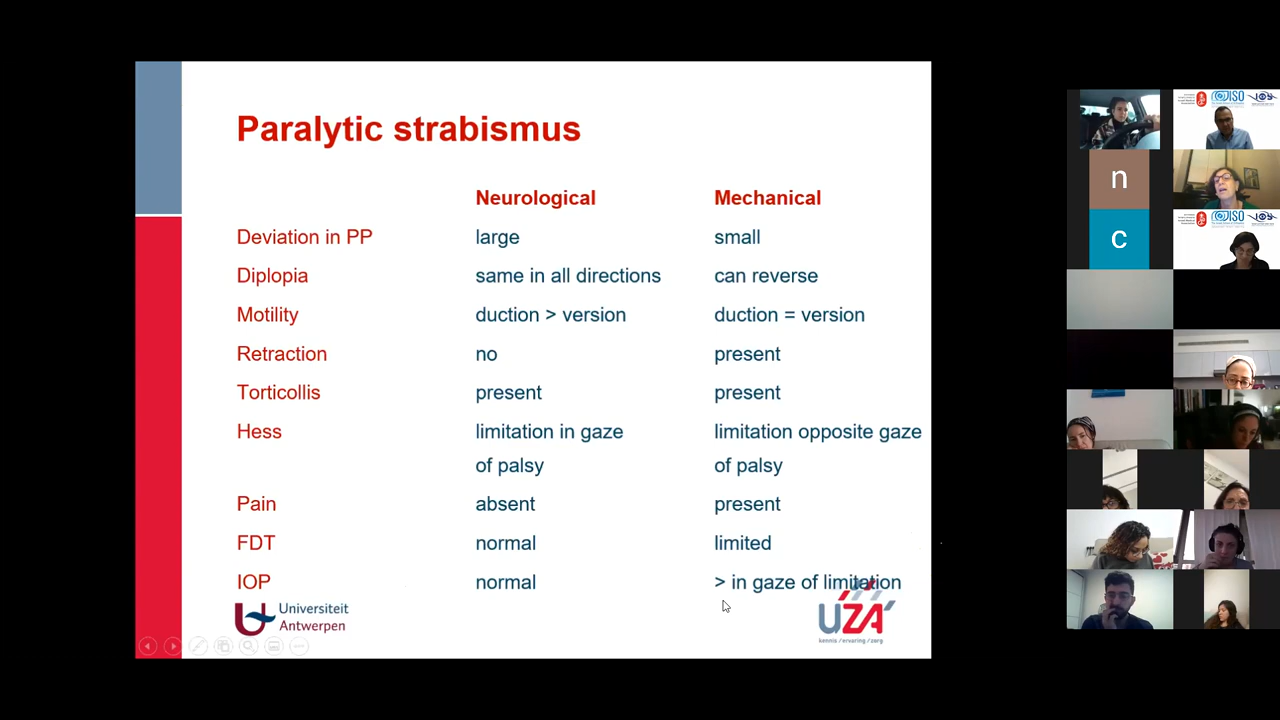 Paralytic strabismus
Neurological Mechanical
Deviation in PP large small
Diplopia same in all directions can reverse
Motility duction > version duction = version
Retraction no present
Torticollis present present
Hess limitation in gaze limitation opposite gaze
of palsy of palsy
Pain absent present
FDT normal limited
IOP normal > in gaze of limitation
Universiteit
Antwerpen
UZA
kennis / ervaring / zorg
n
c
ISO
ISO